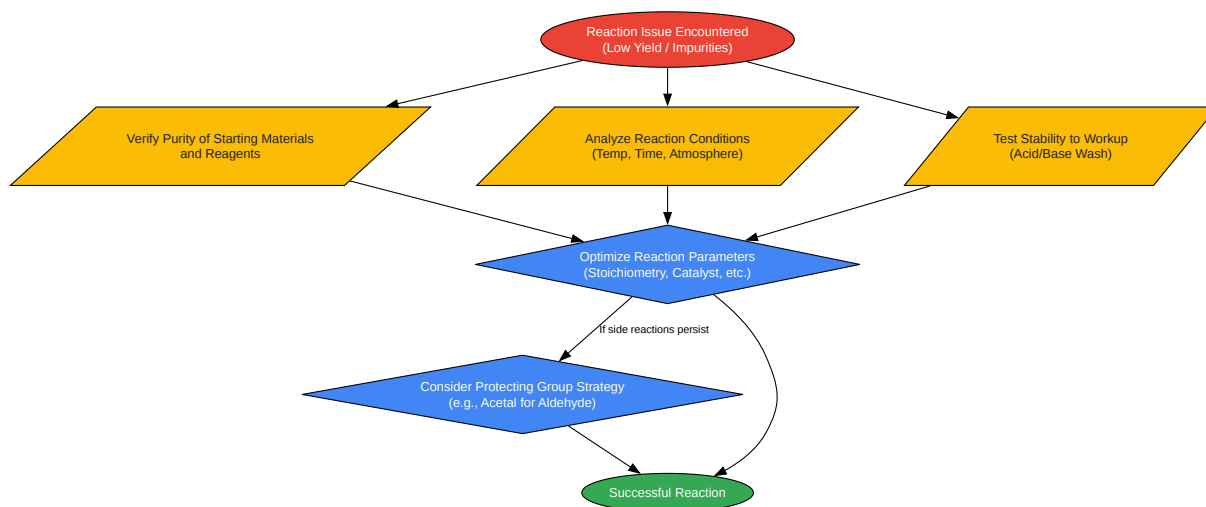 Reaction Issue Encountered
(Low Yield / Impurities)
Verify Purity of Starting Materials
and Reagents
Analyze Reaction Conditions
(Temp, Time, Atmosphere)
Test Stability to Workup
(Acid/Base Wash)
Optimize Reaction Parameters
(Stoichiometry, Catalyst, etc.)
If side reactions persist
Consider Protecting Group Strategy
(e.g., Acetal for Aldehyde)
Successful Reaction